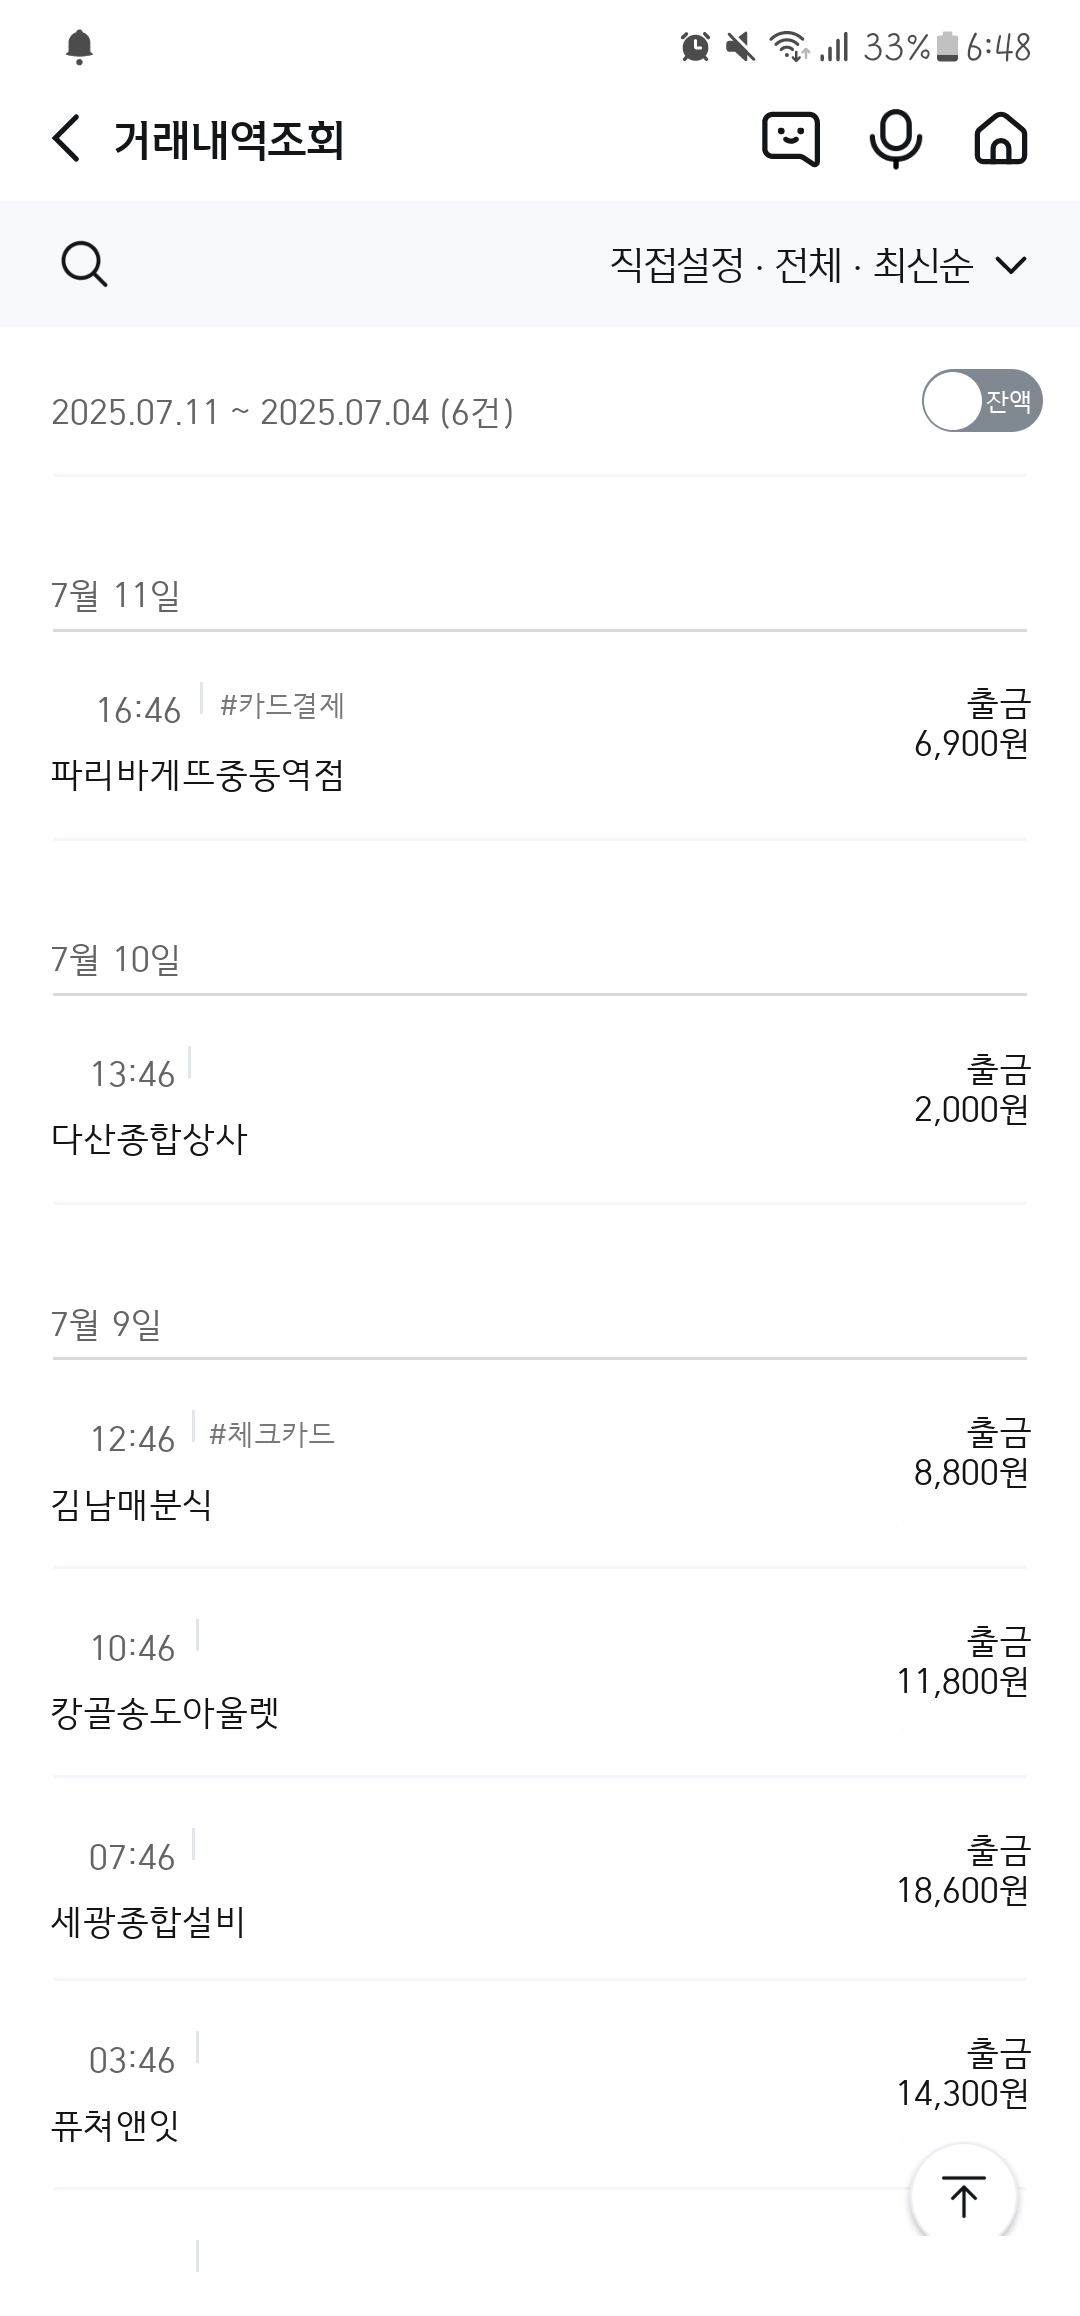 33% 6:48
거래내역조회
직접설정 · 전체 · 최신순
2025.07.11 ~ 2025.07.04 (6건)
잔액
7월 11일
16:46 #카드결제
출금
6,900원
파리바게뜨중동역점
7월 10일
13:46
출금
2,000원
다산종합상사
7월 9일
12:46 #체크카드
출금
8,800원
김남매분식
10:46
출금
11,800원
캉골송도아울렛
07:46
출금
18,600원
세광종합설비
03:46
출금
14,300원
퓨쳐앤잇